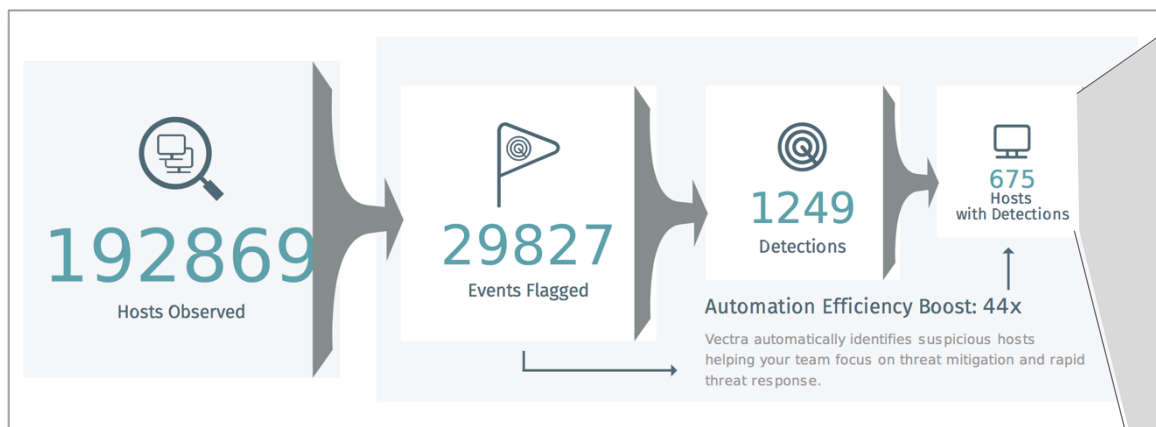 192869
Hosts Observed
29827
Events Flagged
1249
Detections
675
Hosts
with Detections
Automation Efficiency Boost: 44x
Vectra automatically identifies suspicious hosts
helping your team focus on threat mitigation and rapid
threat response.